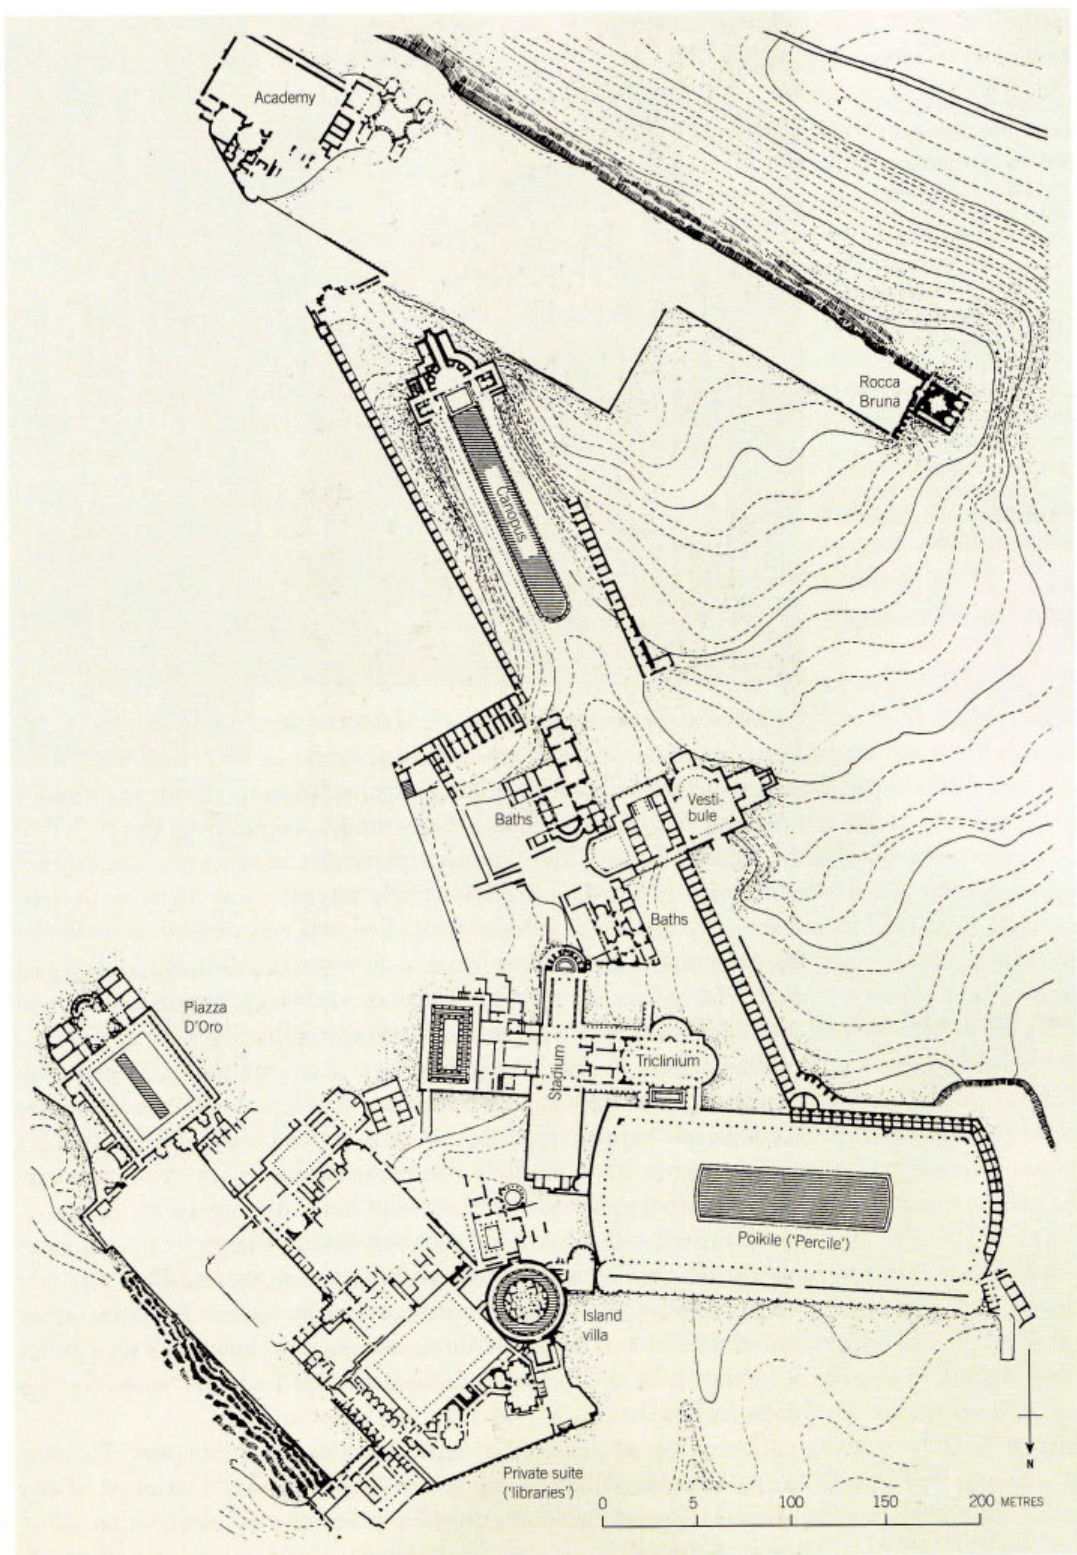 Academy
Rocca
Bruna
Canopus
Vesti-
bule
Baths
Baths
Piazza
D'Oro
Stadium
Triclinium
Poikile ('Percile')
Island
villa
N
Private suite
('libraries')
0 5 100 150 200 METRES